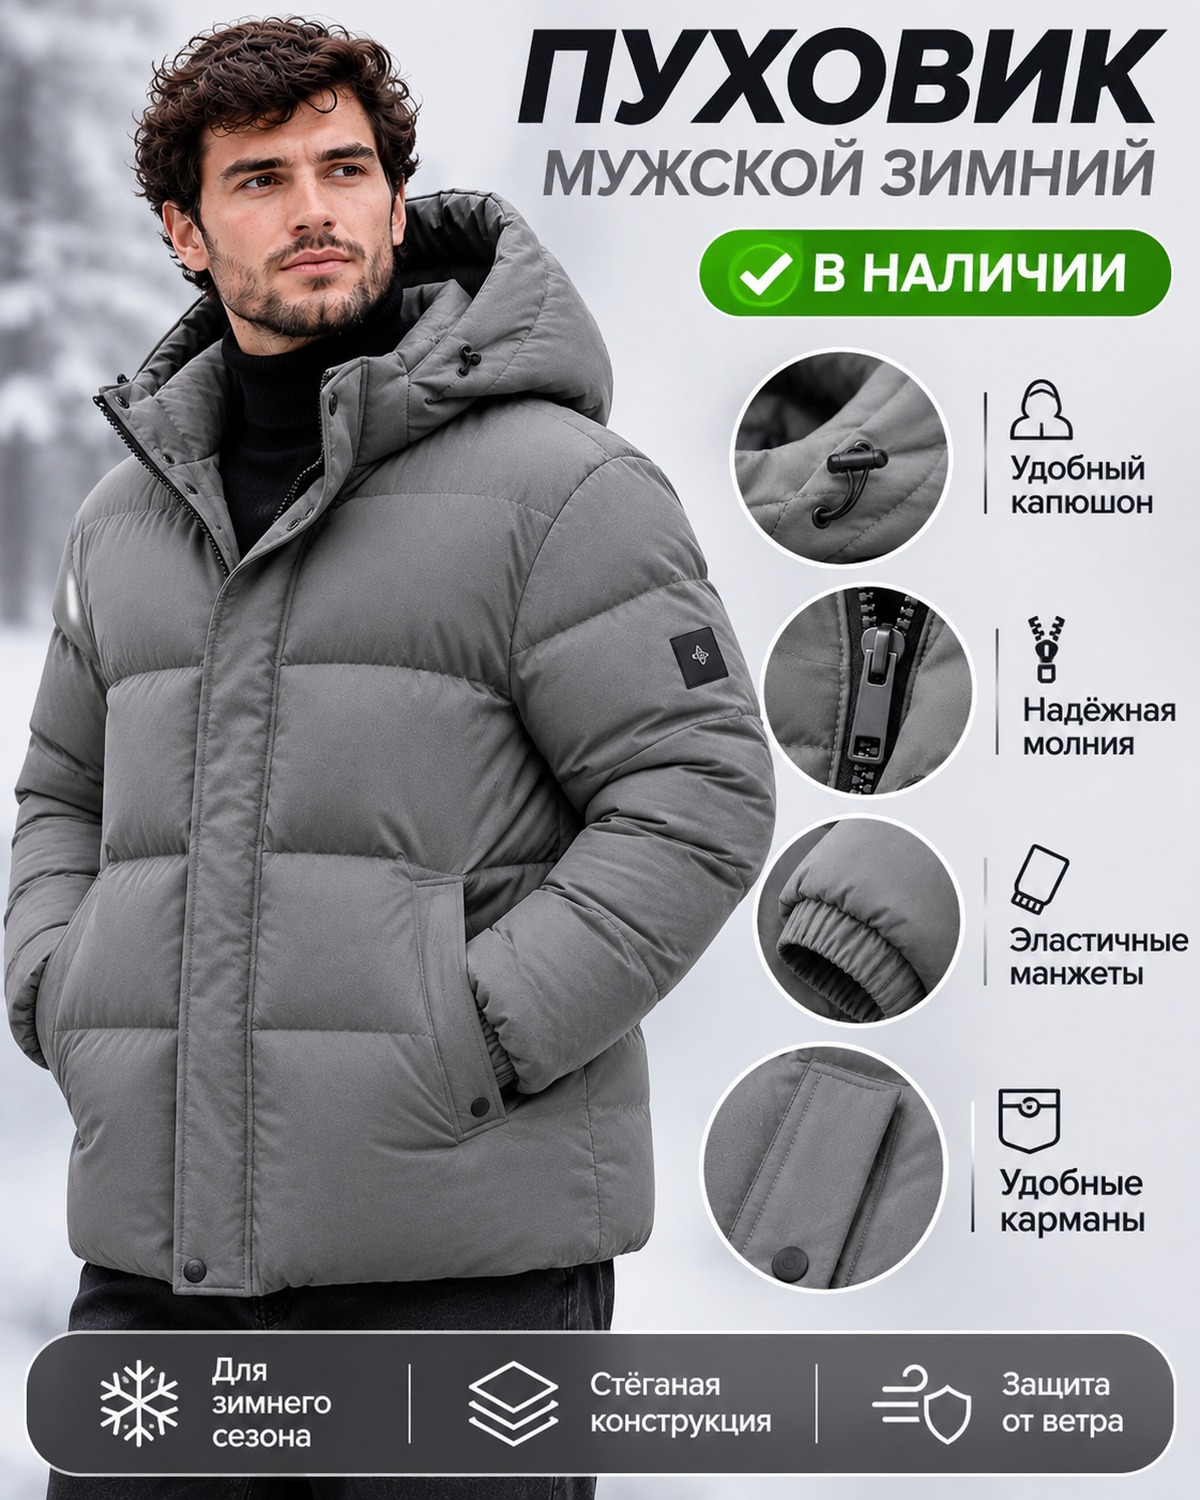 ПУХОВИК
МУЖСКОЙ ЗИМНИЙ
В НАЛИЧИИ
Удобный
капюшон
Надёжная
молния
Эластичные
манжеты
Удобные
карманы
Для
зимнего
сезона
Стёганая
конструкция
Защита
от ветра